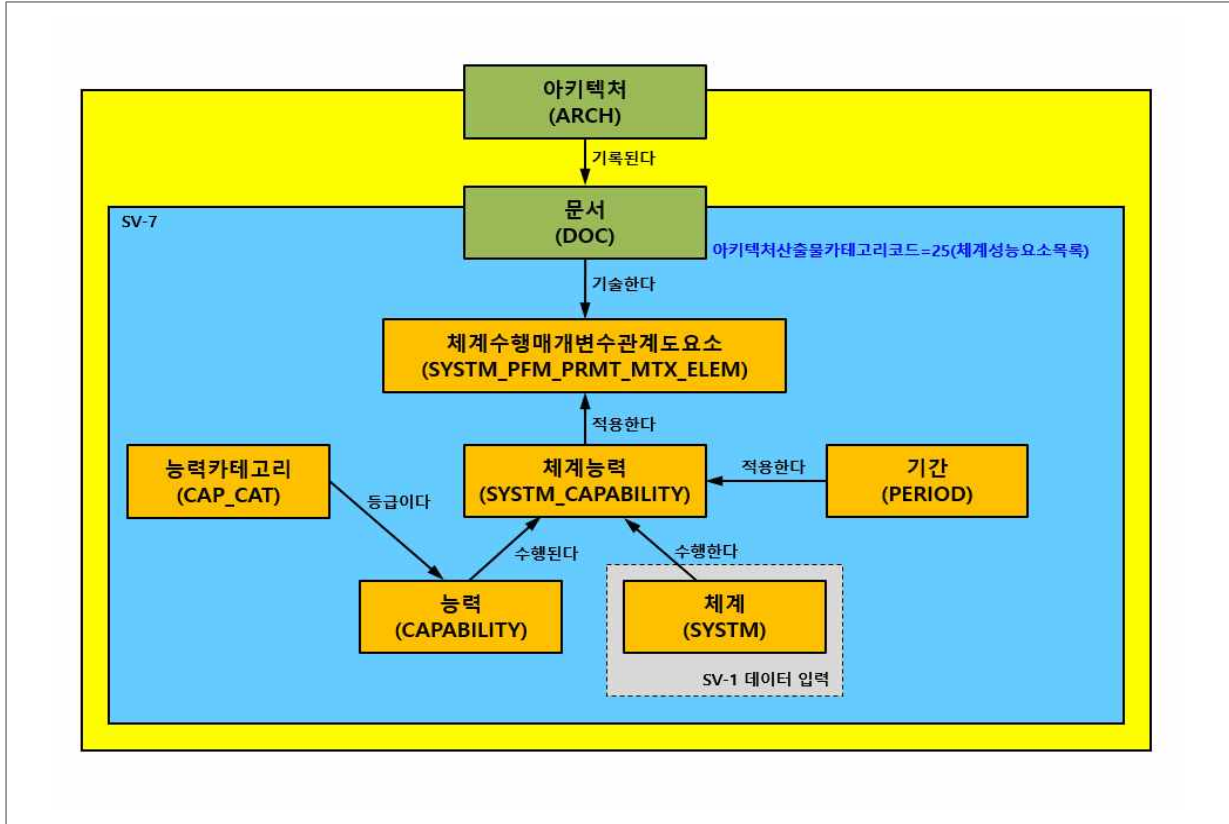 아키텍처
(ARCH)
기록된다
문서
(DOC)
SV-7
아키텍처산출물카테고리코드=25(체계성능요소목록)
기술한다
체계수행매개변수관계도요소
(SYSTM_PFM_PRMT_MTX_ELEM)
적용한다
능력카테고리
(CAP_CAT)
등급이다
체계능력
(SYSTM_CAPABILITY)
적용한다
기간
(PERIOD)
수행된다
수행한다
능력
(CAPABILITY)
체계
(SYSTM)
SV-1 데이터 입력